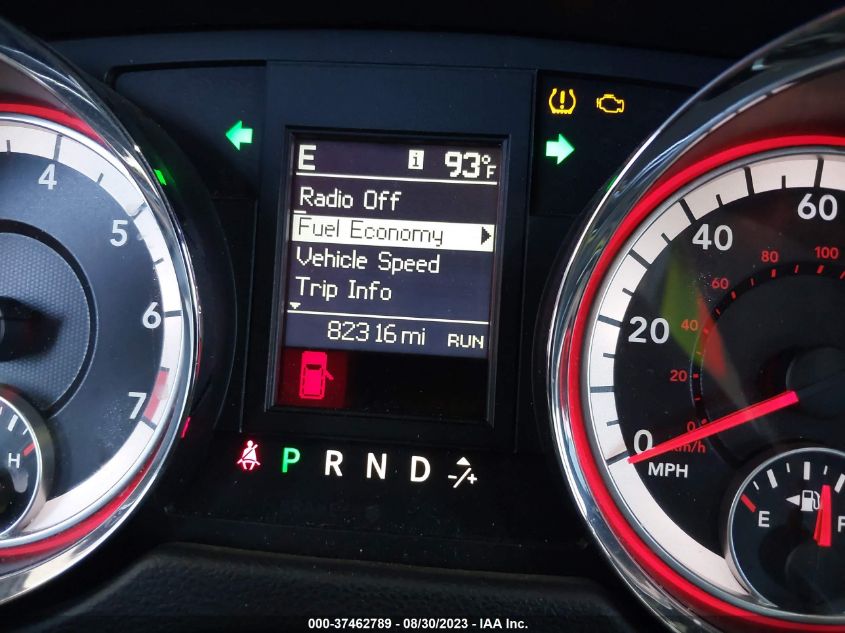 E i 93°F
Radio Off
Fuel Economy
Vehicle Speed
Trip Info
82316 mi RUN
P R N D -/+
4
5
6
7
H
60
40
20
0
MPH
100
80
60
40
20
0
km/h
E F
000-37462789 - 08/30/2023 - IAA Inc.